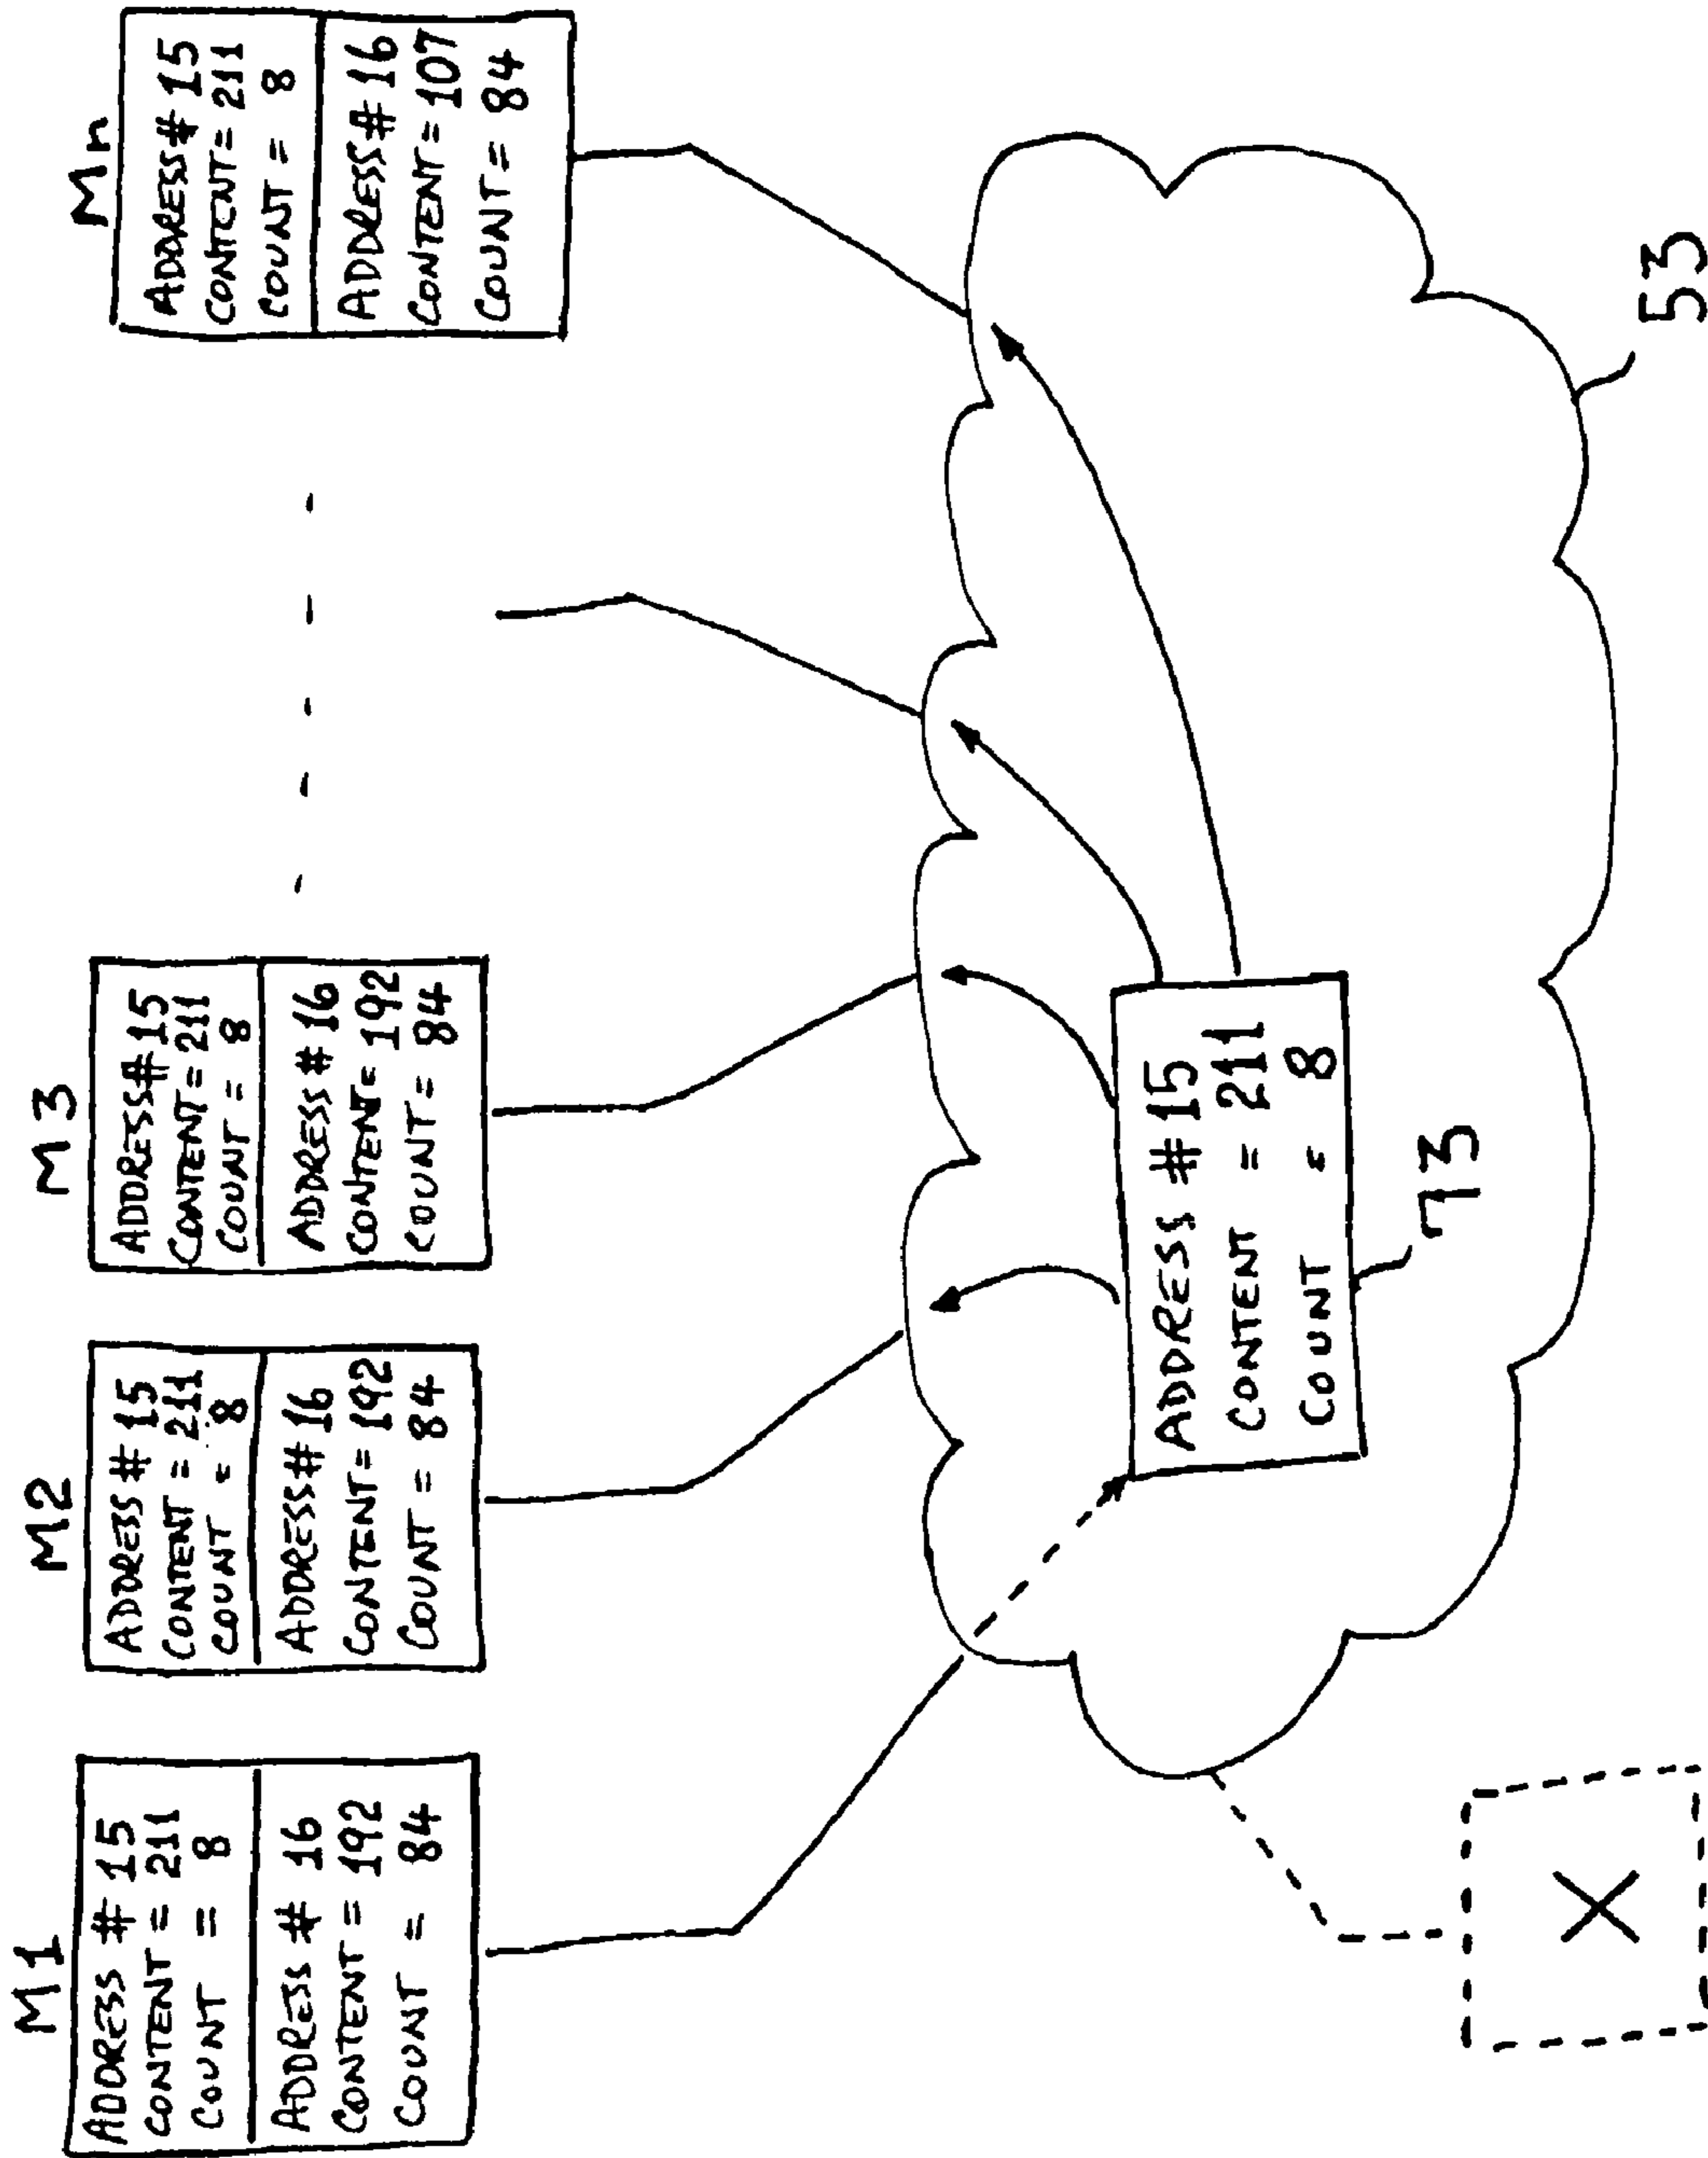 M1
ADDRESS # 15
CONTENT = 211
COUNT = 8
ADDRESS # 16
CONTENT = 192
COUNT = 84
M2
ADDRESS # 15
CONTENT = 211
COUNT = 8
ADDRESS # 16
CONTENT = 192
COUNT = 84
M3
ADDRESS # 15
CONTENT = 211
COUNT = 8
ADDRESS # 16
CONTENT = 192
COUNT = 84
Mn
ADDRESS # 15
CONTENT = 211
COUNT = 8
ADDRESS # 16
CONTENT = 107
COUNT = 84
ADDRESS # 15
CONTENT = 211
COUNT = 8
73
53
X